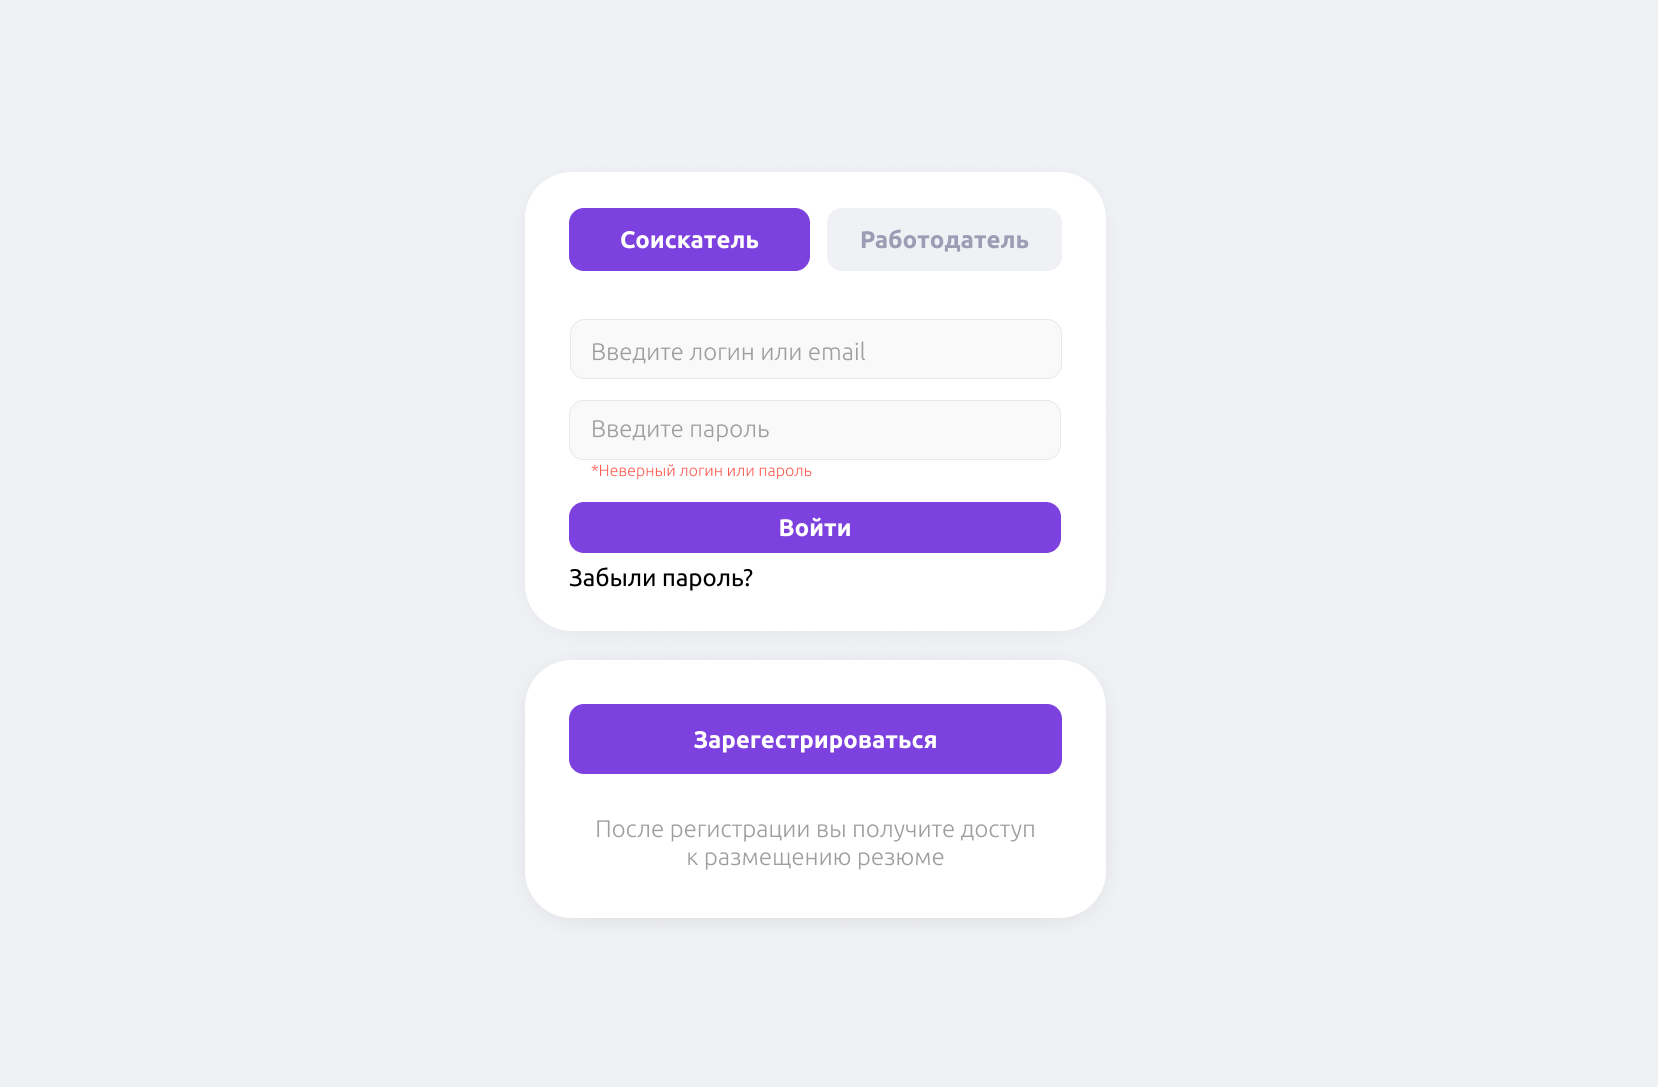 Соискатель
Работодатель
Введите логин или email
Введите пароль
*Неверный логин или пароль
Войти
Забыли пароль?
Зарегестрироваться
После регистрации вы получите доступ
к размещению резюме